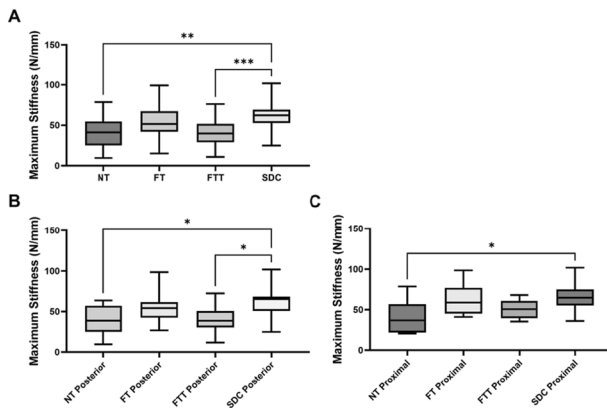 A
Maximum Stiffness (N/mm)
150
100
50
0
**
***
NT FT FTT SDC
B
Maximum Stiffness (N/mm)
150
100
50
0
*
*
NT Posterior FT Posterior FTT Posterior SDC Posterior
C
Maximum Stiffness (N/mm)
150
100
50
0
*
NT Proximal FT Proximal FTT Proximal SDC Proximal